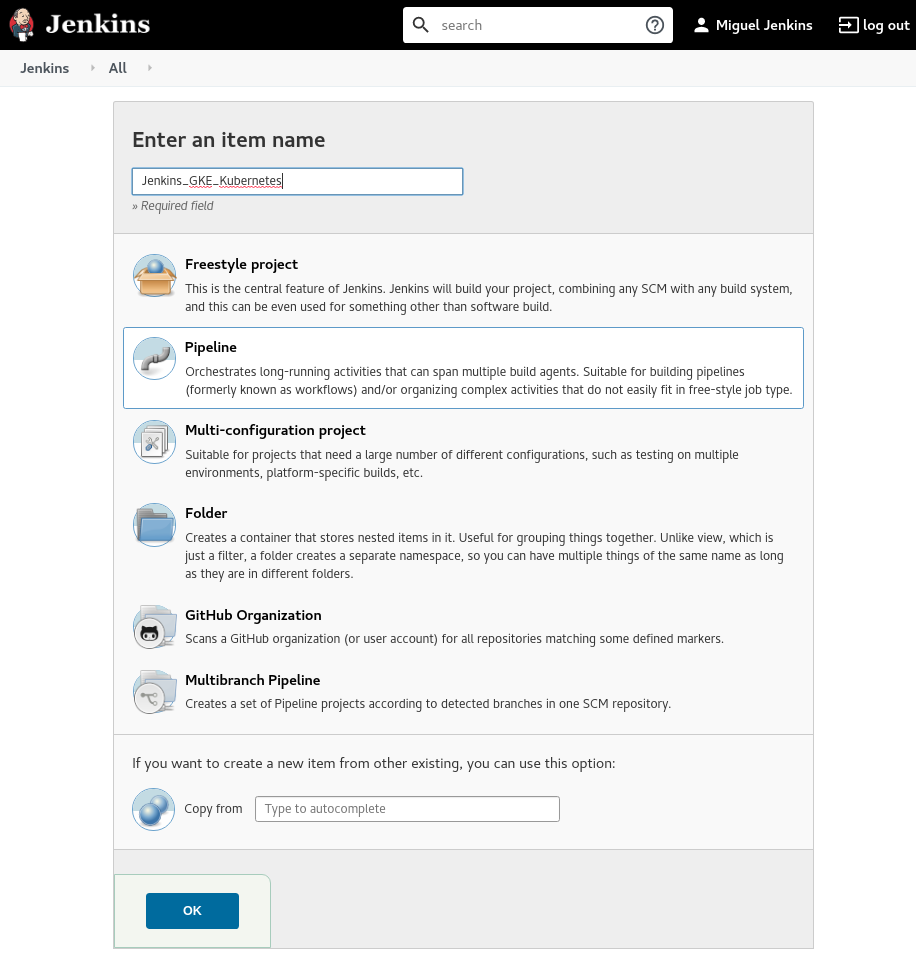 Jenkins
search
Miguel Jenkins
log out
Jenkins
All
Enter an item name
Jenkins_GKE_Kubernetes
» Required field
Freestyle project
This is the central feature of Jenkins. Jenkins will build your project, combining any SCM with any build system,
and this can be even used for something other than software build.
Pipeline
Orchestrates long-running activities that can span multiple build agents. Suitable for building pipelines
(formerly known as workflows) and/or organizing complex activities that do not easily fit in free-style job type.
Multi-configuration project
Suitable for projects that need a large number of different configurations, such as testing on multiple
environments, platform-specific builds, etc.
Folder
Creates a container that stores nested items in it. Useful for grouping things together. Unlike view, which is
just a filter, a folder creates a separate namespace, so you can have multiple things of the same name as long
as they are in different folders.
GitHub Organization
Scans a GitHub organization (or user account) for all repositories matching some defined markers.
Multibranch Pipeline
Creates a set of Pipeline projects according to detected branches in one SCM repository.
If you want to create a new item from other existing, you can use this option:
Copy from
Type to autocomplete
OK